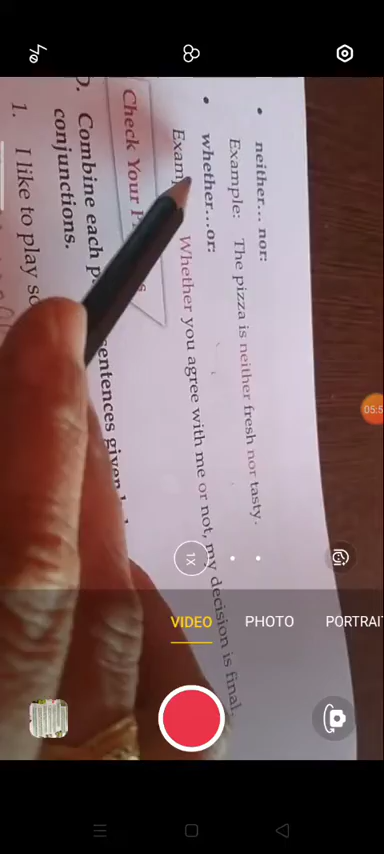 • neither... nor:
Example: The pizza is neither fresh nor tasty.
• whether...or:
Whether you agree with me or not, my decision is final.
Check Your
D. Combine each sentences given
conjunctions.
1. I like to play
1X
VIDEO PHOTO